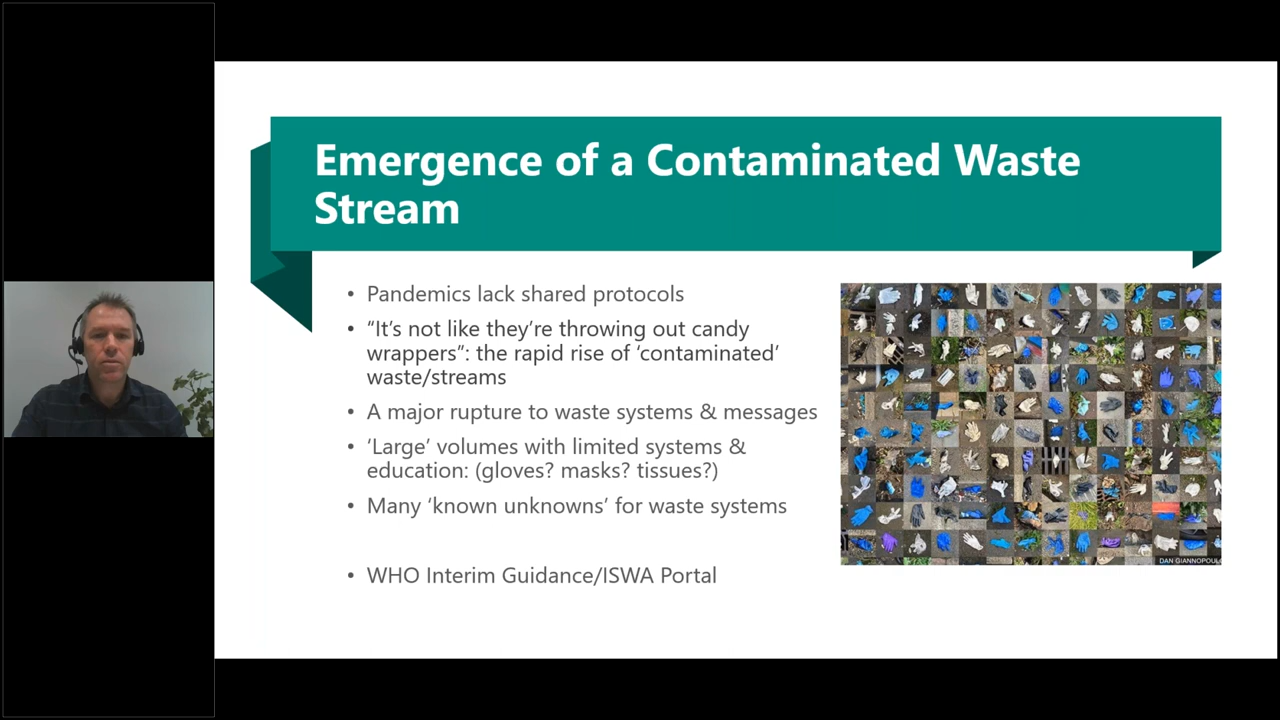 Emergence of a Contaminated Waste
Stream
• Pandemics lack shared protocols
• “It’s not like they’re throwing out candy
wrappers”: the rapid rise of ‘contaminated’
waste/streams
• A major rupture to waste systems & messages
• ‘Large’ volumes with limited systems &
education: (gloves? masks? tissues?)
• Many ‘known unknowns’ for waste systems
• WHO Interim Guidance/ISWA Portal
DAN GIANNOPOULO